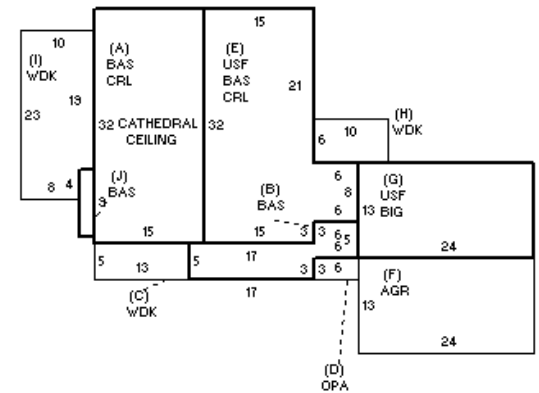 15
10
(I)
WDK
(A)
BAS
CRL
(E)
USF
BAS
CRL
19
21
23
32 CATHEDRAL
CEILING
32
10
6
(H)
WDK
8 4
(J)
BAS
9
(B)
BAS
6
8
6
(G)
USF
13 BIG
15
15
3 3
6
6
5
24
5
13
5
17
3 3
6
17
(C)
WDK
(F)
AGR
13
24
(D)
OPA